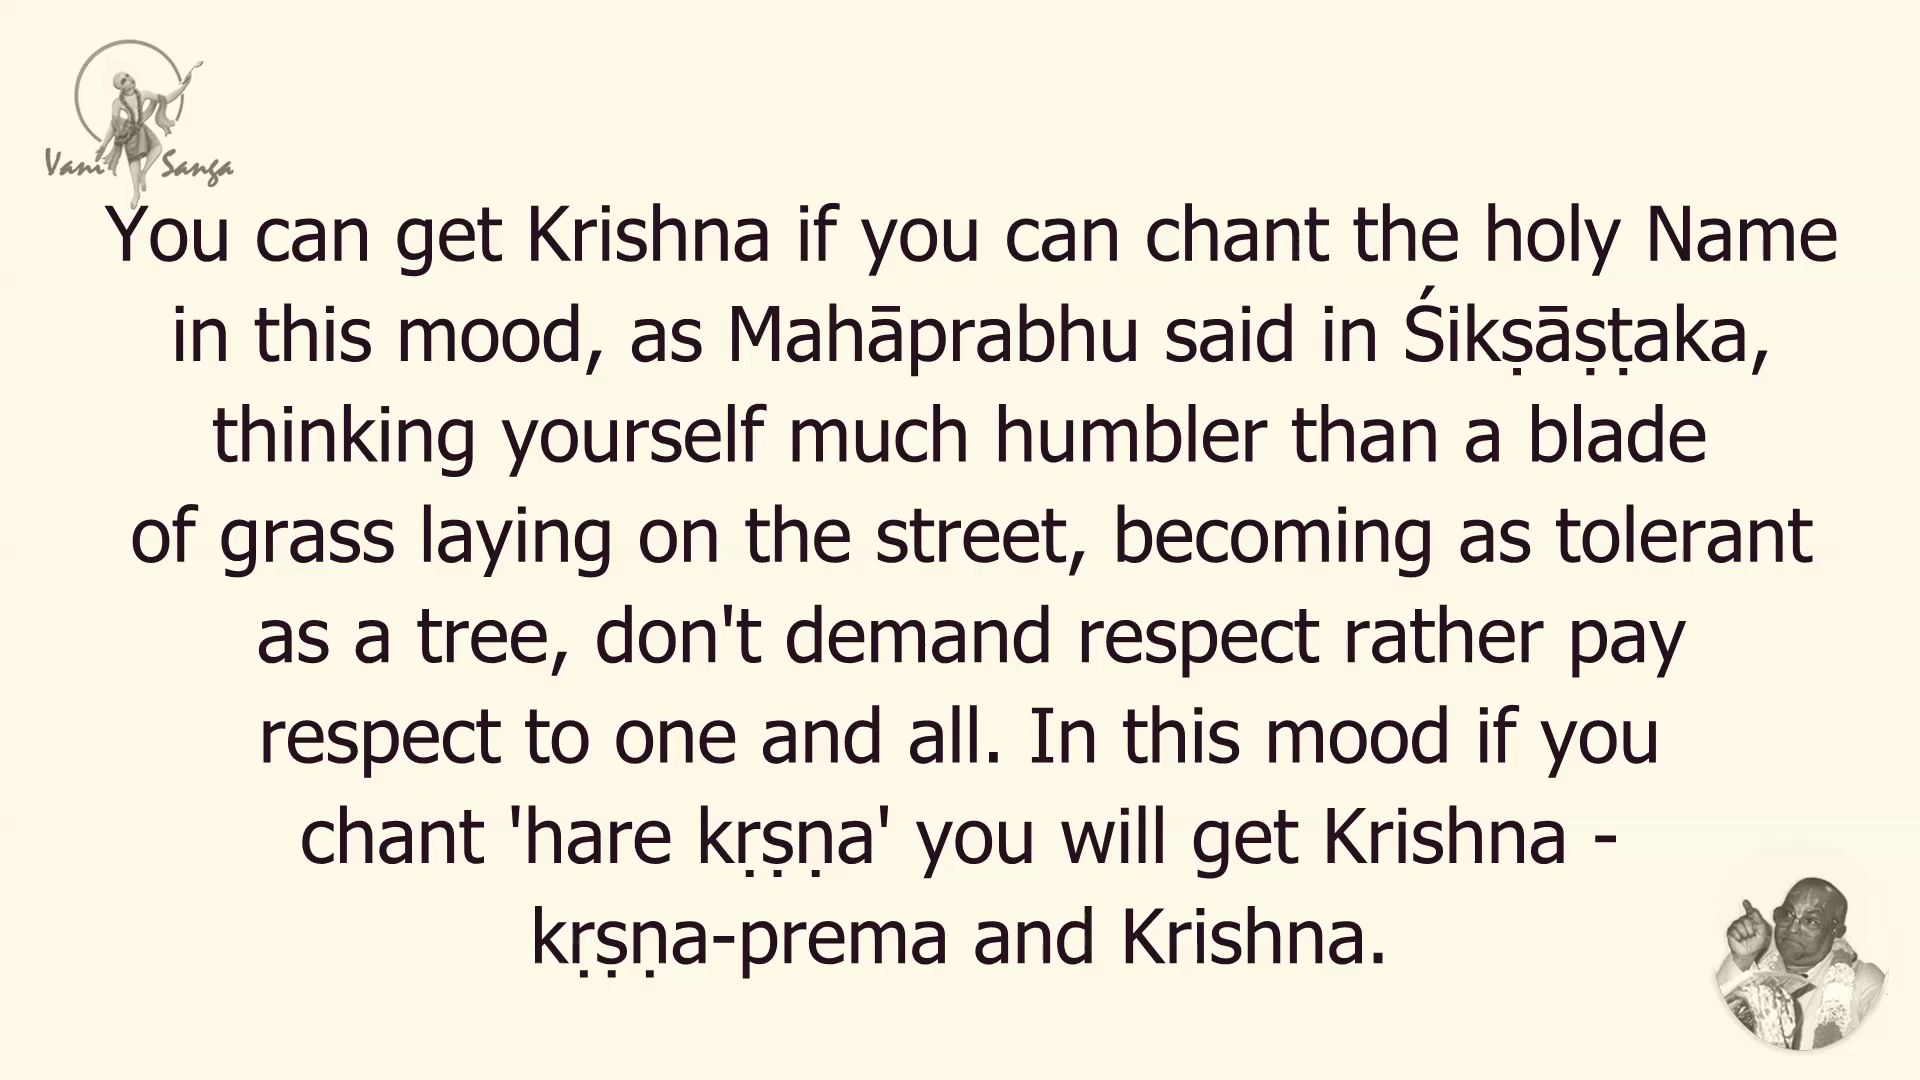 Vani Sanga
You can get Krishna if you can chant the holy Name
in this mood, as Mahāprabhu said in Śikṣāṣṭaka,
thinking yourself much humbler than a blade
of grass laying on the street, becoming as tolerant
as a tree, don't demand respect rather pay
respect to one and all. In this mood if you
chant 'hare kṛṣṇa' you will get Krishna -
kṛṣṇa-prema and Krishna.